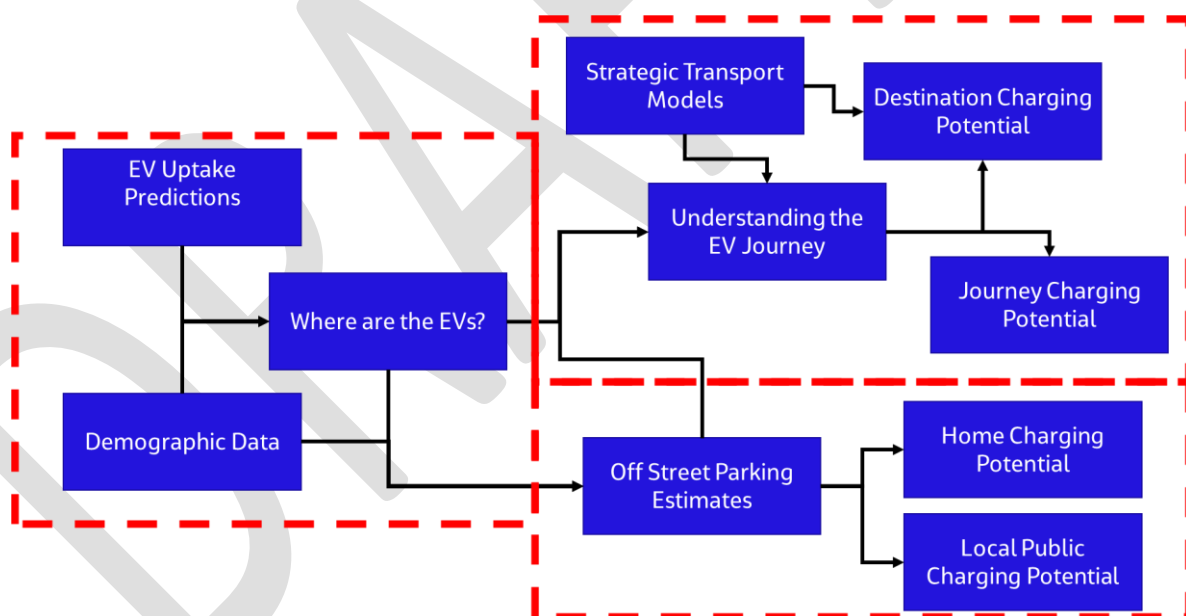 Strategic Transport
Models
Destination Charging
Potential
EV Uptake
Predictions
Understanding the
EV Journey
Where are the EVs?
Journey Charging
Potential
Demographic Data
Off Street Parking
Estimates
Home Charging
Potential
Local Public
Charging Potential
DRAFT